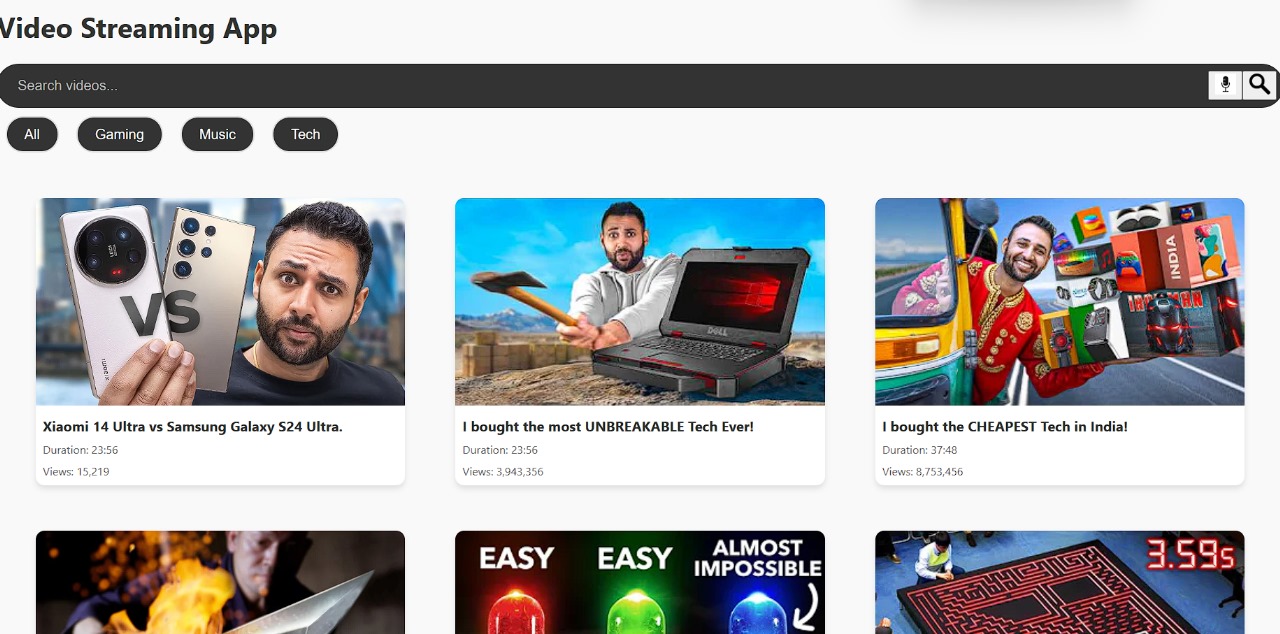 Video Streaming App
Search videos...
All
Gaming
Music
Tech
VS
DELL
INDIA
Xiaomi 14 Ultra vs Samsung Galaxy S24 Ultra.
Duration: 23:56
Views: 15,219
I bought the most UNBREAKABLE Tech Ever!
Duration: 23:56
Views: 3,943,356
I bought the CHEAPEST Tech in India!
Duration: 37:48
Views: 8,753,456
EASY
EASY
ALMOST
IMPOSSIBLE
3.59s